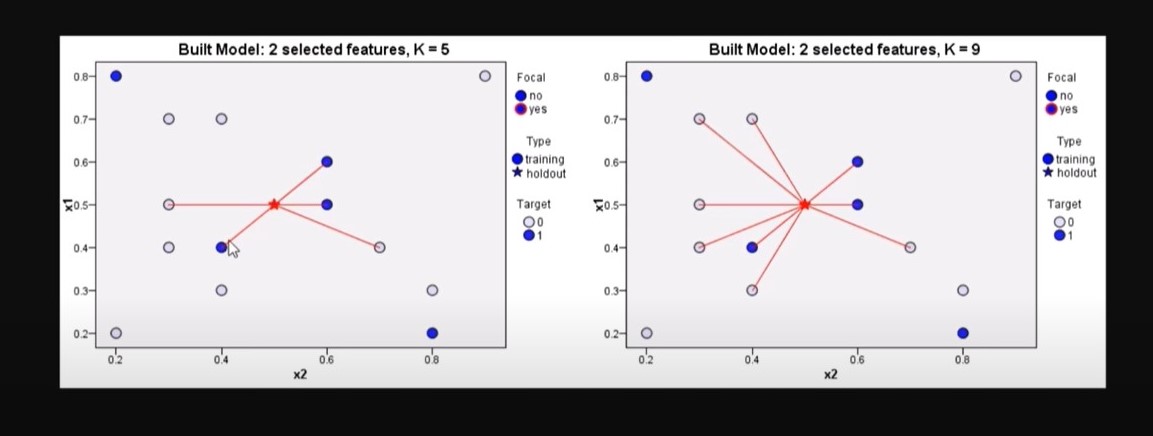 Built Model: 2 selected features, K = 5
x1
0.8
0.7
0.6
0.5
0.4
0.3
0.2
0.2 0.4 0.6 0.8
x2
Focal
no
yes
Type
training
holdout
Target
0
1
Built Model: 2 selected features, K = 9
x1
0.8
0.7
0.6
0.5
0.4
0.3
0.2
0.2 0.4 0.6 0.8
x2
Focal
no
yes
Type
training
holdout
Target
0
1